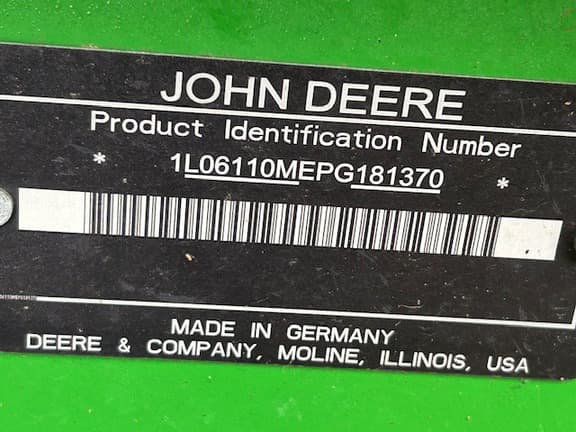 JOHN DEERE
Product Identification Number
* 1L06110MEPG181370 *
MADE IN GERMANY
DEERE & COMPANY, MOLINE, ILLINOIS, USA